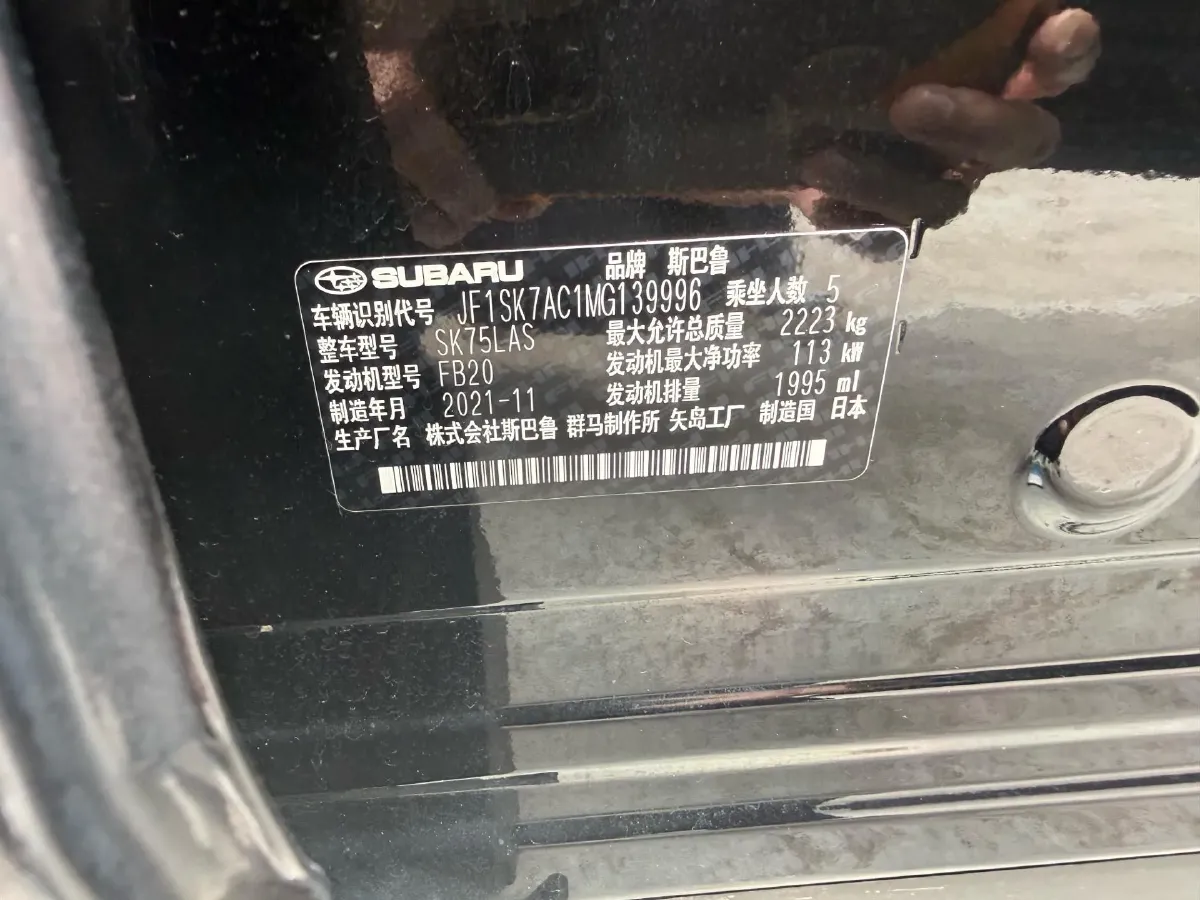 SUBARU 品牌 斯巴鲁
车辆识别代号 JF1SK7AC1MG139996 乘坐人数 5
整车型号 SK75LAS 最大允许总质量 2223 kg
发动机型号 FB20 发动机最大净功率 113 kW
制造年月 2021-11 发动机排量 1995 ml
生产厂名 株式会社斯巴鲁 群马制作所 矢岛工厂 制造国 日本